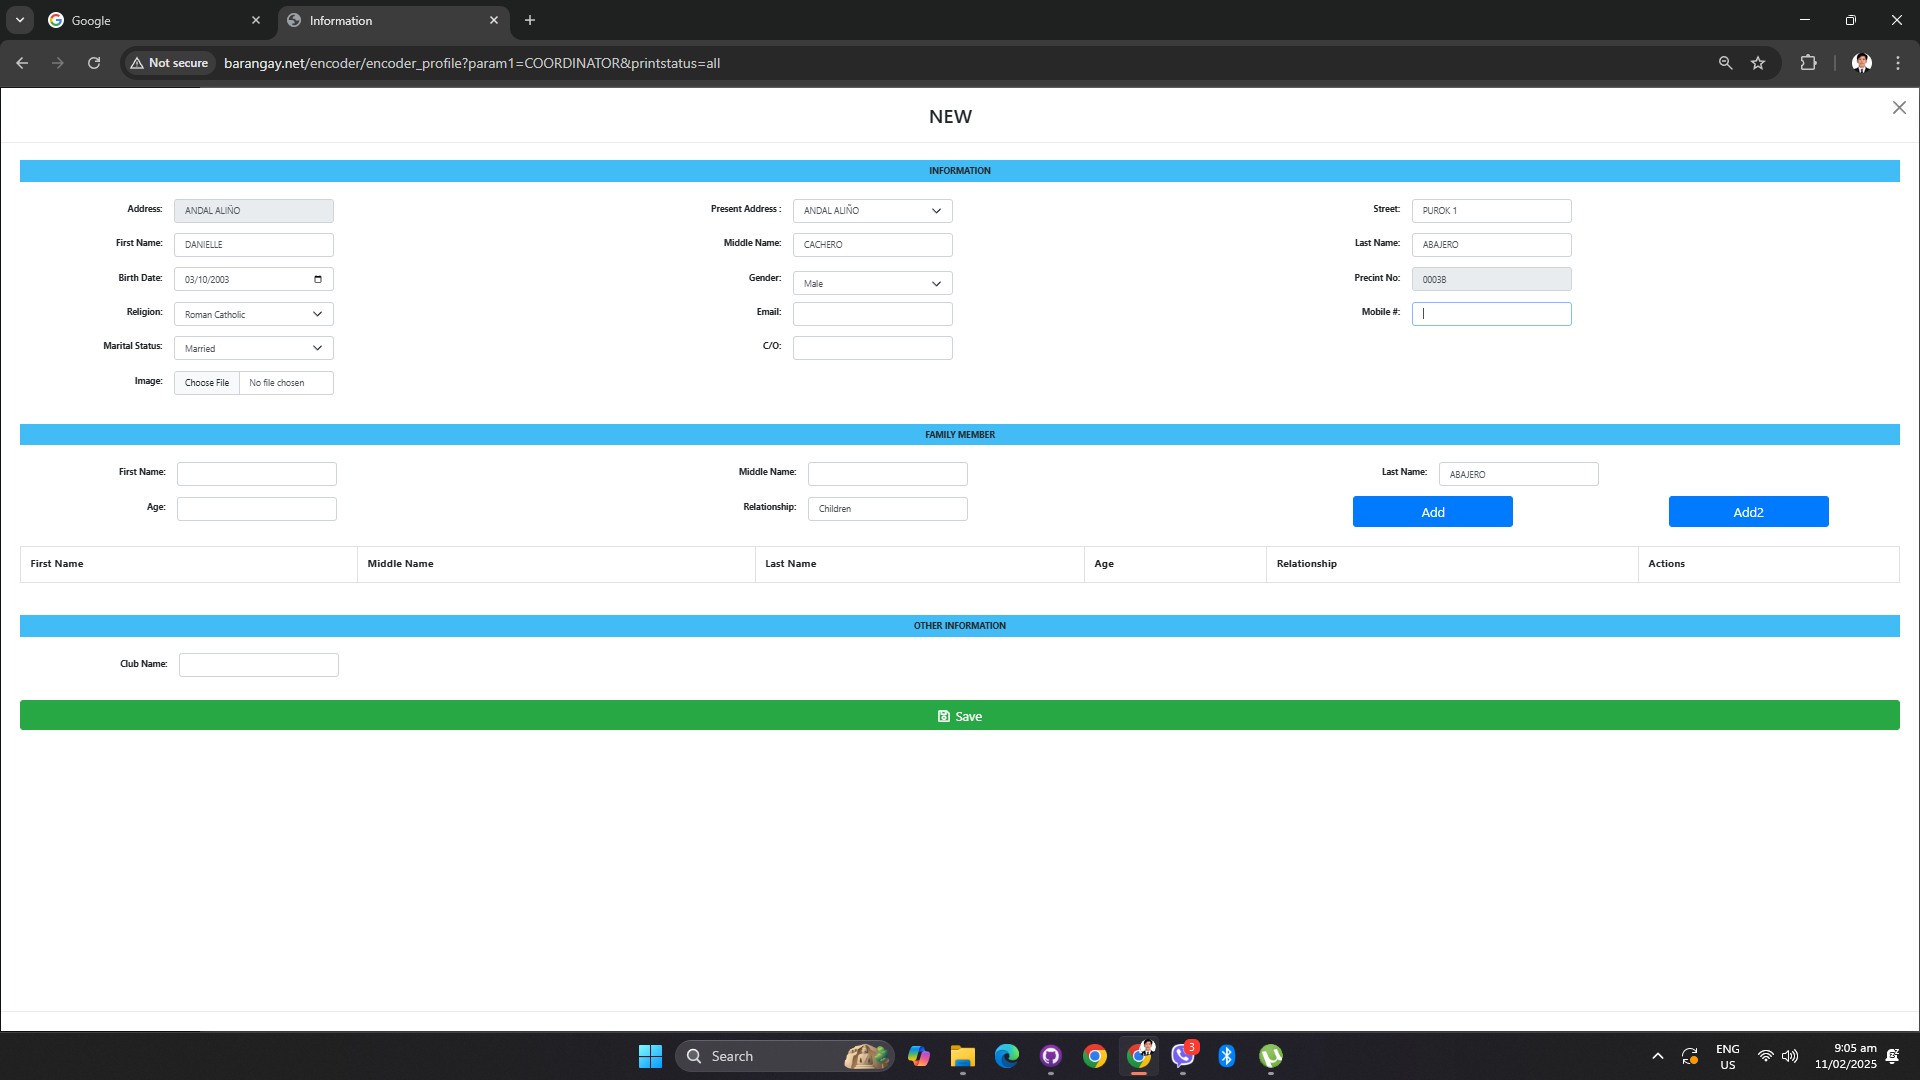 Google
Information
Not secure
barangay.net/encoder/encoder_profile?param1=COORDINATOR&printstatus=all
NEW
INFORMATION
Address: ANDAL ALIÑO Present Address : ANDAL ALIÑO Street: PUROK 1
First Name: DANIELLE Middle Name: CACHERO Last Name: ABAJERO
Birth Date: 03/10/2003 Gender: Male Precint No: 0003B
Religion: Roman Catholic Email: Mobile #:
Marital Status: Married C/O:
Image: Choose File No file chosen
FAMILY MEMBER
First Name: Middle Name: Last Name: ABAJERO
Age: Relationship: Children Add Add2
First Name Middle Name Last Name Age Relationship Actions
OTHER INFORMATION
Club Name:
Save
Search
3
ENG
US
9:05 am
11/02/2025